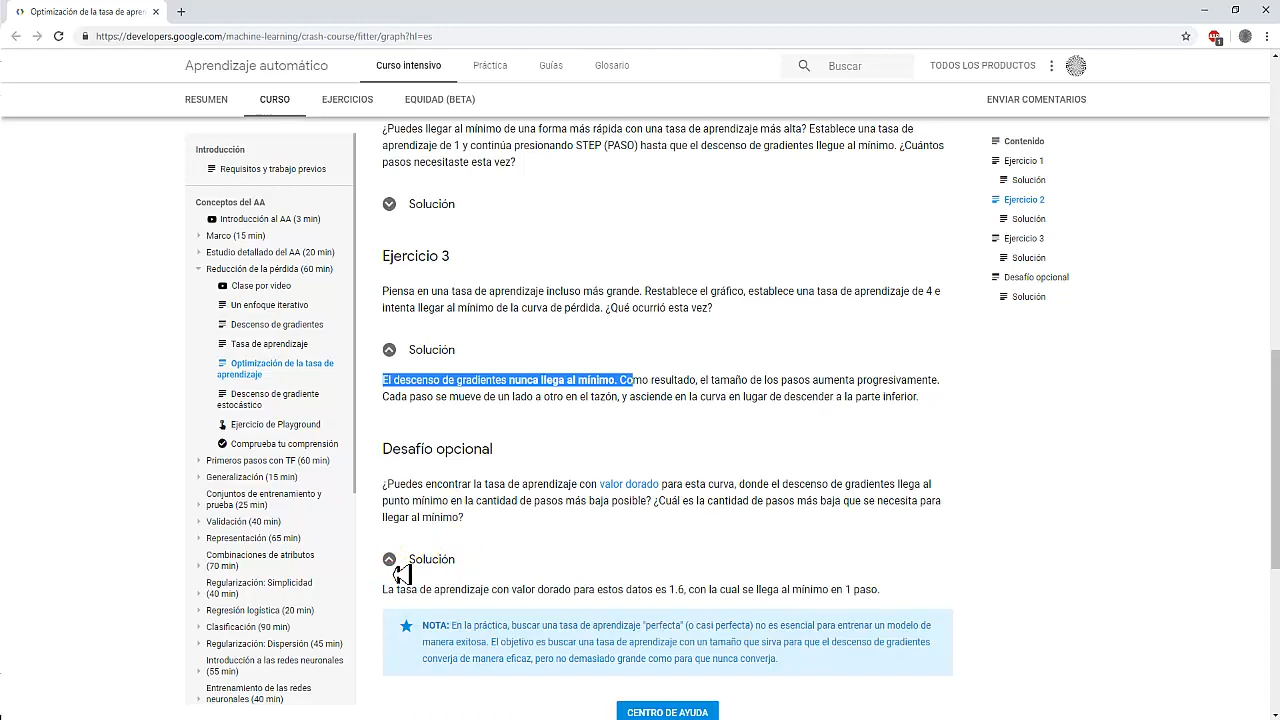 Optimización de la tasa de apren
https://developers.google.com/machine-learning/crash-course/fitter/graph?hl=es
1
Aprendizaje automático
Curso intensivo
Práctica
Guías
Glosario
Buscar
TODOS LOS PRODUCTOS
RESUMEN
CURSO
EJERCICIOS
EQUIDAD (BETA)
ENVIAR COMENTARIOS
Introducción
Requisitos y trabajo previos
Conceptos del AA
Introducción al AA (3 min)
Marco (15 min)
Estudio detallado del AA (20 min)
Reducción de la pérdida (60 min)
Clase por video
Un enfoque iterativo
Descenso de gradientes
Tasa de aprendizaje
Optimización de la tasa de
aprendizaje
Descenso de gradiente
estocástico
Ejercicio de Playground
Comprueba tu comprensión
Primeros pasos con TF (60 min)
Generalización (15 min)
Conjuntos de entrenamiento y
prueba (25 min)
Validación (40 min)
Representación (65 min)
Combinaciones de atributos
(70 min)
Regularización: Simplicidad
(40 min)
Regresión logística (20 min)
Clasificación (90 min)
Regularización: Dispersión (45 min)
Introducción a las redes neuronales
(55 min)
Entrenamiento de las redes
neuronales (40 min)
¿Puedes llegar al mínimo de una forma más rápida con una tasa de aprendizaje más alta? Establece una tasa de
aprendizaje de 1 y continúa presionando STEP (PASO) hasta que el descenso de gradientes llegue al mínimo. ¿Cuántos
pasos necesitaste esta vez?
Solución
Ejercicio 3
Piensa en una tasa de aprendizaje incluso más grande. Restablece el gráfico, establece una tasa de aprendizaje de 4 e
intenta llegar al mínimo de la curva de pérdida. ¿Qué ocurrió esta vez?
Solución
El descenso de gradientes nunca llega al mínimo. Como resultado, el tamaño de los pasos aumenta progresivamente.
Cada paso se mueve de un lado a otro en el tazón, y asciende en la curva en lugar de descender a la parte inferior.
Desafío opcional
¿Puedes encontrar la tasa de aprendizaje con valor dorado para esta curva, donde el descenso de gradientes llega al
punto mínimo en la cantidad de pasos más baja posible? ¿Cuál es la cantidad de pasos más baja que se necesita para
llegar al mínimo?
Solución
La tasa de aprendizaje con valor dorado para estos datos es 1.6, con la cual se llega al mínimo en 1 paso.
NOTA: En la práctica, buscar una tasa de aprendizaje "perfecta" (o casi perfecta) no es esencial para entrenar un modelo de
manera exitosa. El objetivo es buscar una tasa de aprendizaje con un tamaño que sirva para que el descenso de gradientes
converja de manera eficaz, pero no demasiado grande como para que nunca converja.
CENTRO DE AYUDA
Contenido
Ejercicio 1
Solución
Ejercicio 2
Solución
Ejercicio 3
Solución
Desafío opcional
Solución